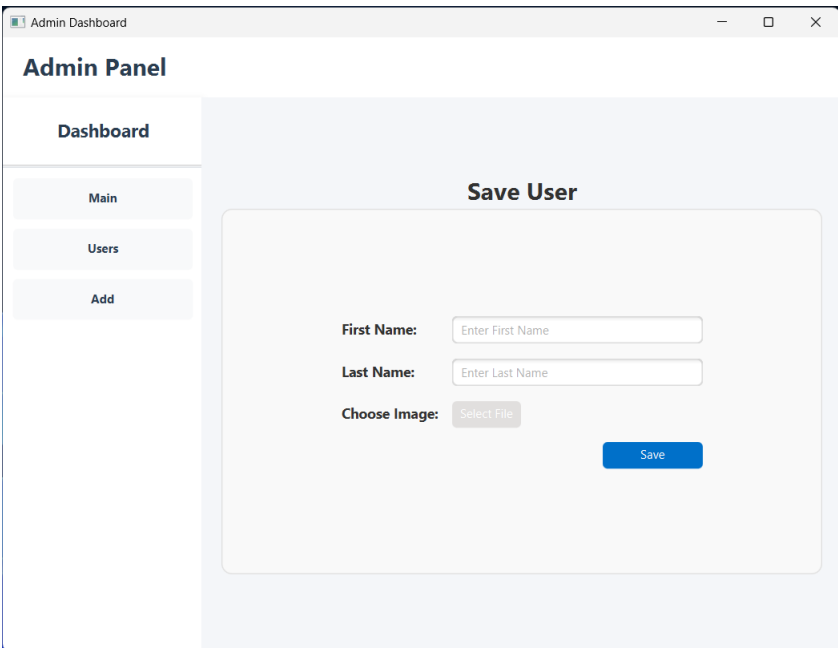 Admin Dashboard
Admin Panel
Dashboard
Main
Users
Add
Save User
First Name: Enter First Name
Last Name: Enter Last Name
Choose Image: Select File
Save